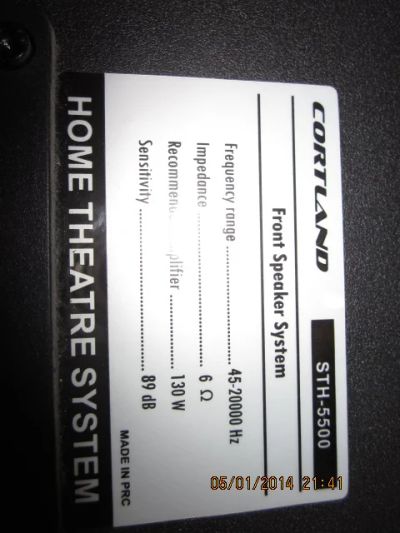 CORTLAND STH-5500
Front Speaker System
Frequency range .......................... 45-20000 Hz
Impedance .................................. 6 Ω
Recommen plifier ............... 130 W
Sensitivity .................................. 89 dB
MADE IN PRC
HOME THEATRE SYSTEM
05/01/2014 21:41